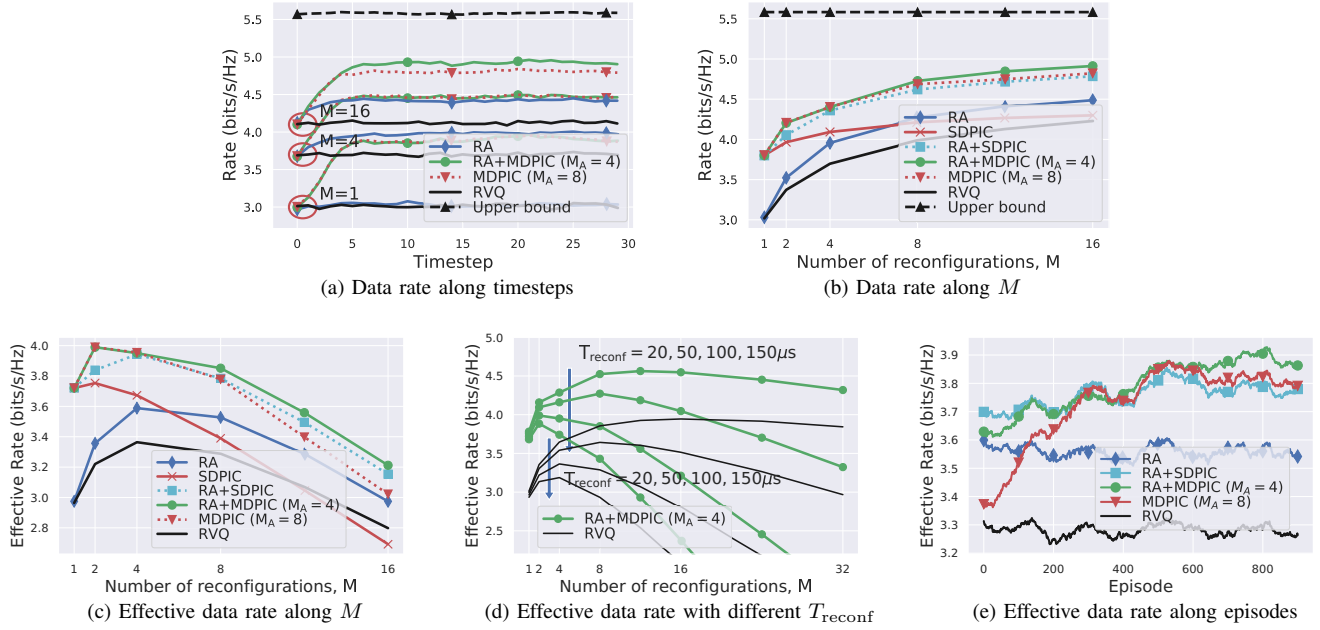 5.5
5.0
4.5
4.0
3.5
3.0
Rate (bits/s/Hz)
M=16
M=4
M=1
RA
RA+MDPIC (M_A = 4)
MDPIC (M_A = 8)
RVQ
Upper bound
0 5 10 15 20 25 30
Timestep
(a) Data rate along timesteps
5.5
5.0
4.5
4.0
3.5
3.0
Rate (bits/s/Hz)
RA
SDPIC
RA+SDPIC
RA+MDPIC (M_A = 4)
MDPIC (M_A = 8)
RVQ
Upper bound
1 2 4 8 16
Number of reconfigurations, M
(b) Data rate along M
4.0
3.8
3.6
3.4
3.2
3.0
2.8
Effective Rate (bits/s/Hz)
RA
SDPIC
RA+SDPIC
RA+MDPIC (M_A = 4)
MDPIC (M_A = 8)
RVQ
1 2 4 8 16
Number of reconfigurations, M
(c) Effective data rate along M
5.0
4.5
4.0
3.5
3.0
2.5
Effective Rate (bits/s/Hz)
T_reconf = 20, 50, 100, 150μs
T_reconf = 20, 50, 100, 150μs
RA+MDPIC (M_A = 4)
RVQ
1 2 4 8 16 32
Number of reconfigurations, M
(d) Effective data rate with different T_reconf
3.9
3.8
3.7
3.6
3.5
3.4
3.3
3.2
Effective Rate (bits/s/Hz)
RA
RA+SDPIC
RA+MDPIC (M_A = 4)
MDPIC (M_A = 8)
RVQ
0 200 400 600 800
Episode
(e) Effective data rate along episodes